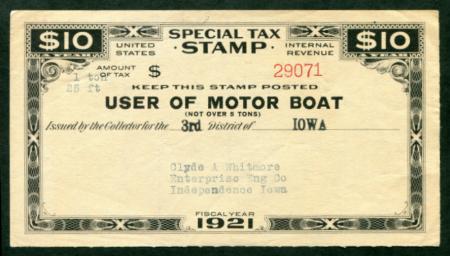 $10 A YEAR SPECIAL TAX $10 A YEAR
UNITED STATES STAMP INTERNAL REVENUE
AMOUNT OF TAX $ 29071
1 ton
25 ft
KEEP THIS STAMP POSTED
USER OF MOTOR BOAT
(NOT OVER 5 TONS)
Issued by the Collector for the 3rd District of IOWA
Clyde A Whitmore
Enterprise Eng Co
Independence Iowa
FISCAL YEAR
1921